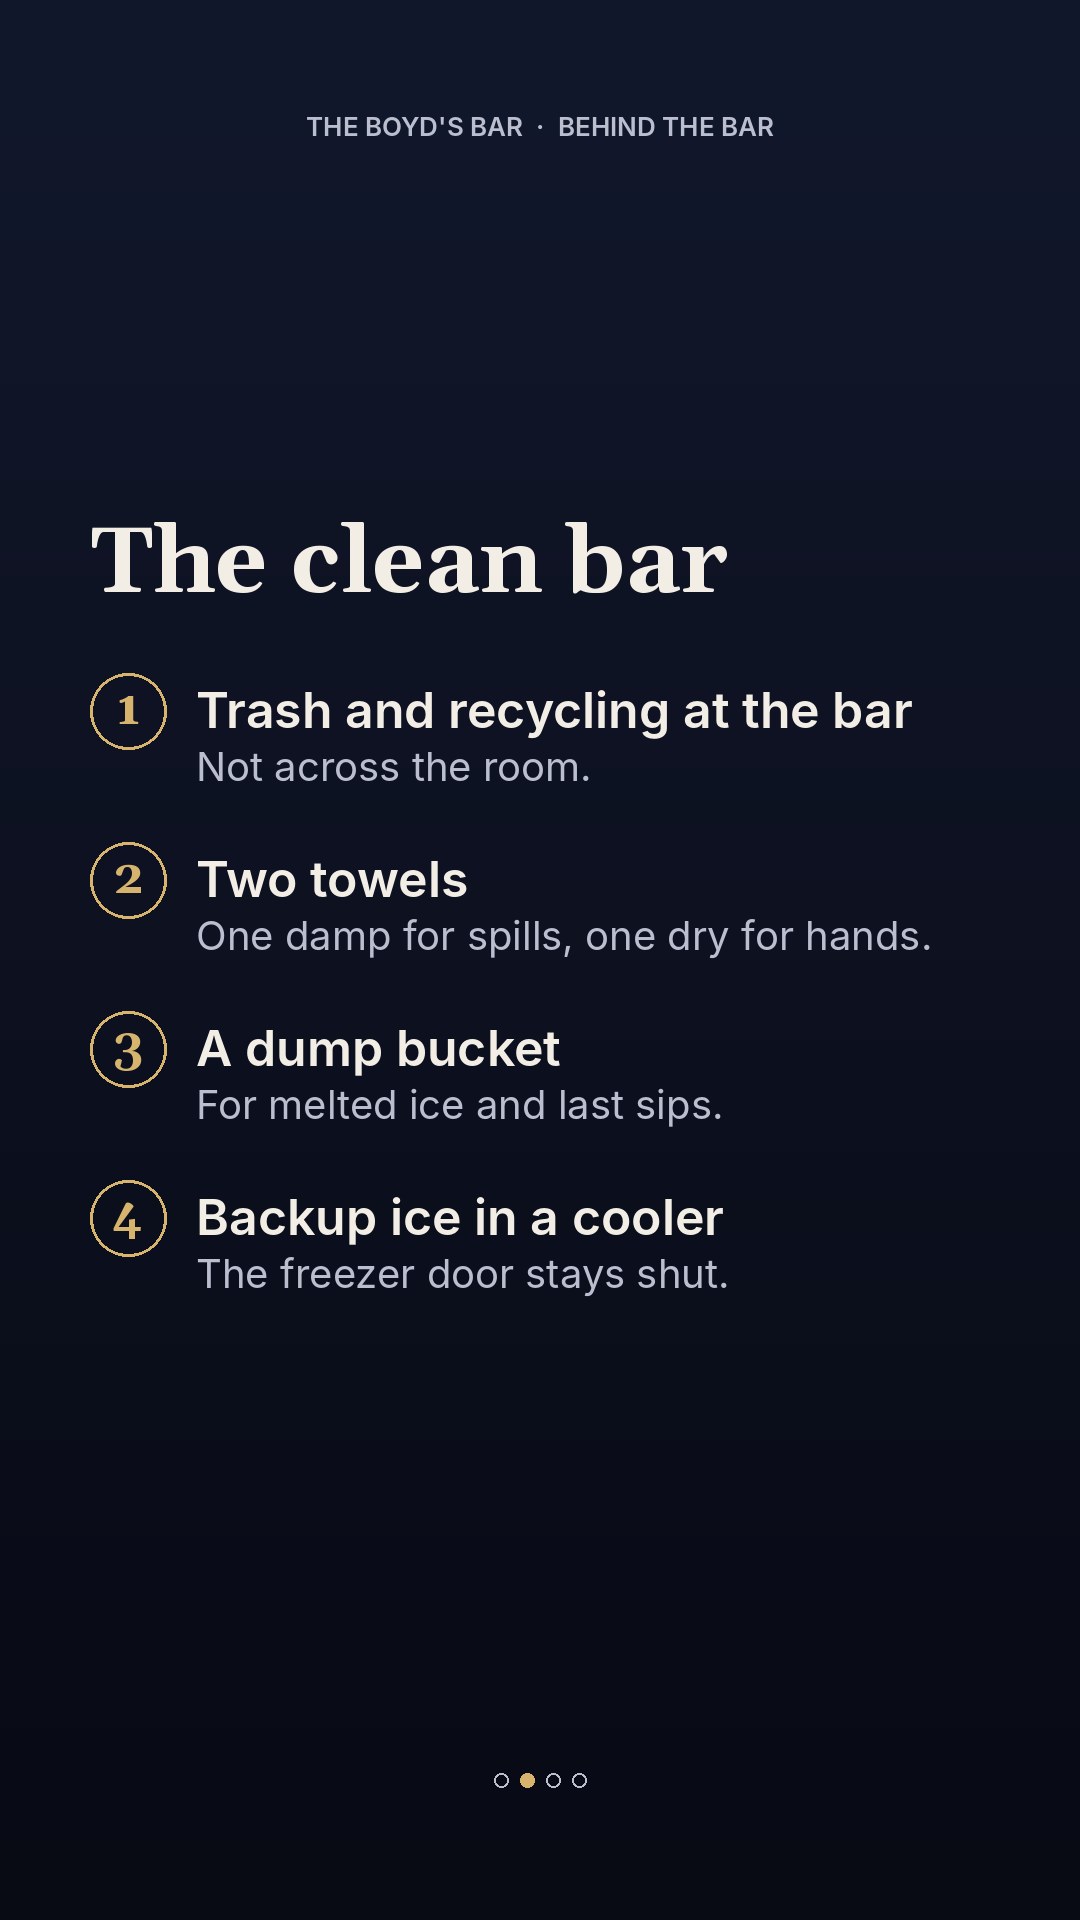 THE BOYD'S BAR · BEHIND THE BAR
The clean bar
1 Trash and recycling at the bar
Not across the room.
2 Two towels
One damp for spills, one dry for hands.
3 A dump bucket
For melted ice and last sips.
4 Backup ice in a cooler
The freezer door stays shut.